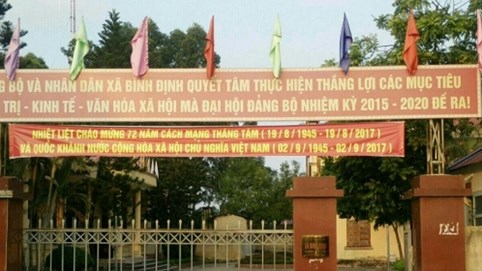 G BỘ VÀ NHÂN DÂN XÃ BÌNH ĐỊNH QUYẾT TÂM THỰC HIỆN THẮNG LỢI CÁC MỤC TIÊU
TRỊ - KINH TẾ - VĂN HÓA XÃ HỘI MÀ ĐẠI HỘI ĐẢNG BỘ NHIỆM KỲ 2015 - 2020 ĐỀ RA!
NHIỆT LIỆT CHÀO MỪNG 72 NĂM CÁCH MẠNG THÁNG TÁM ( 19 / 8 / 1945 - 19 / 8 / 2017 )
VÀ QUỐC KHÁNH NƯỚC CỘNG HÒA XÃ HỘI CHỦ NGHĨA VIỆT NAM ( 02 / 9 / 1945 - 02 / 9 / 2017 )